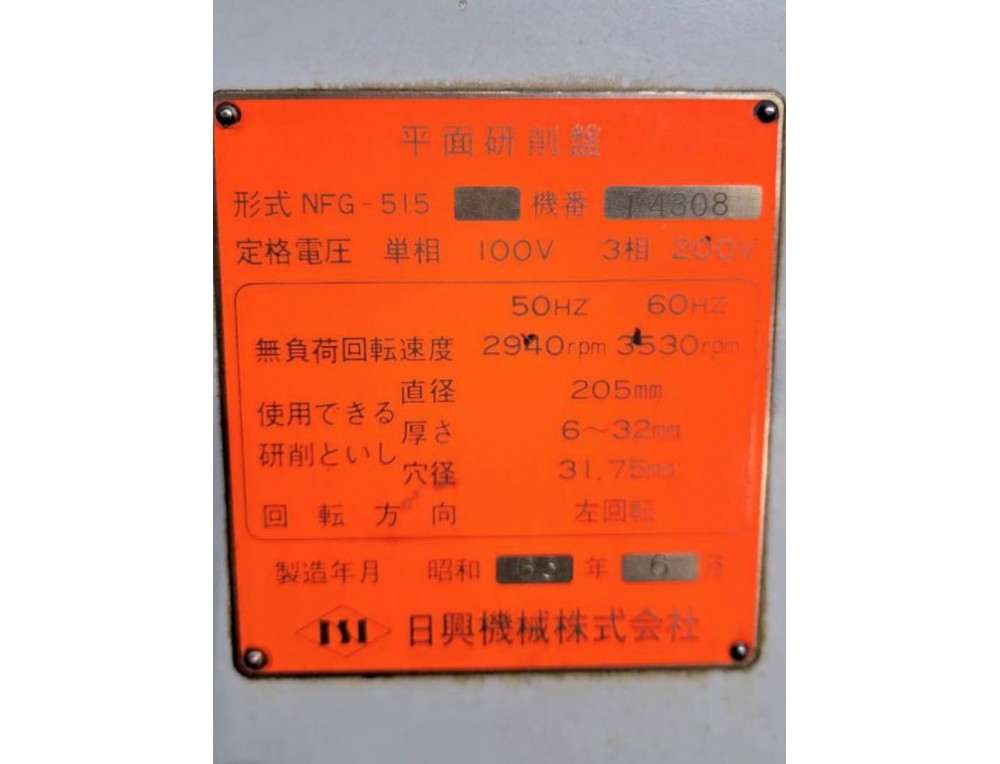 平面研削盤
形式 NFG-515 機番 F4308
定格電圧 単相 100V 3相 200V
50HZ 60HZ
無負荷回転速度 2940rpm 3530rpm
使用できる研削といし 直径 205mm
厚さ 6～32mm
穴径 31.75mm
回転方向 左回転
製造年月 昭和 年 6 月
日興機械株式会社